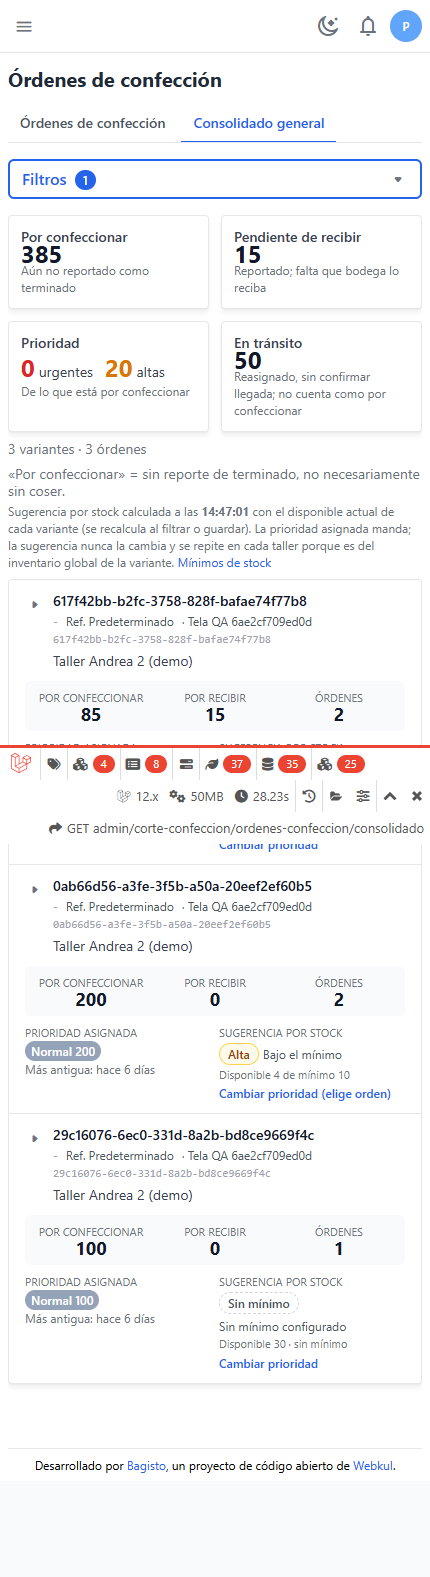 P
Órdenes de confección
Órdenes de confección Consolidado general
Filtros 1
Por confeccionar
385
Aún no reportado como
terminado
Pendiente de recibir
15
Reportado; falta que bodega lo
reciba
Prioridad
0 urgentes 20 altas
De lo que está por confeccionar
En tránsito
50
Reasignado, sin confirmar
llegada; no cuenta como por
confeccionar
3 variantes · 3 órdenes
«Por confeccionar» = sin reporte de terminado, no necesariamente
sin coser.
Sugerencia por stock calculada a las 14:47:01 con el disponible actual de
cada variante (se recalcula al filtrar o guardar). La prioridad asignada manda;
la sugerencia nunca la cambia y se repite en cada taller porque es del
inventario global de la variante. Mínimos de stock
617f42bb-b2fc-3758-828f-bafae74f77b8
- Ref. Predeterminado · Tela QA 6ae2cf709ed0d
617f42bb-b2fc-3758-828f-bafae74f77b8
Taller Andrea 2 (demo)
POR CONFECCIONAR POR RECIBIR ÓRDENES
85 15 2
PRIORIDAD ASIGNADA SUGERENCIA POR STOCK
4 8 37 35 25
12.x 50MB 28.23s
GET admin/corte-confeccion/ordenes-confeccion/consolidado
Cambiar prioridad
0ab66d56-a3fe-3f5b-a50a-20eef2ef60b5
- Ref. Predeterminado · Tela QA 6ae2cf709ed0d
0ab66d56-a3fe-3f5b-a50a-20eef2ef60b5
Taller Andrea 2 (demo)
POR CONFECCIONAR POR RECIBIR ÓRDENES
200 0 2
PRIORIDAD ASIGNADA
Normal 200
Más antigua: hace 6 días
SUGERENCIA POR STOCK
Alta Bajo el mínimo
Disponible 4 de mínimo 10
Cambiar prioridad (elige orden)
29c16076-6ec0-331d-8a2b-bd8ce9669f4c
- Ref. Predeterminado · Tela QA 6ae2cf709ed0d
29c16076-6ec0-331d-8a2b-bd8ce9669f4c
Taller Andrea 2 (demo)
POR CONFECCIONAR POR RECIBIR ÓRDENES
100 0 1
PRIORIDAD ASIGNADA
Normal 100
Más antigua: hace 6 días
SUGERENCIA POR STOCK
Sin mínimo
Sin mínimo configurado
Disponible 30 · sin mínimo
Cambiar prioridad
Desarrollado por Bagisto, un proyecto de código abierto de Webkul.